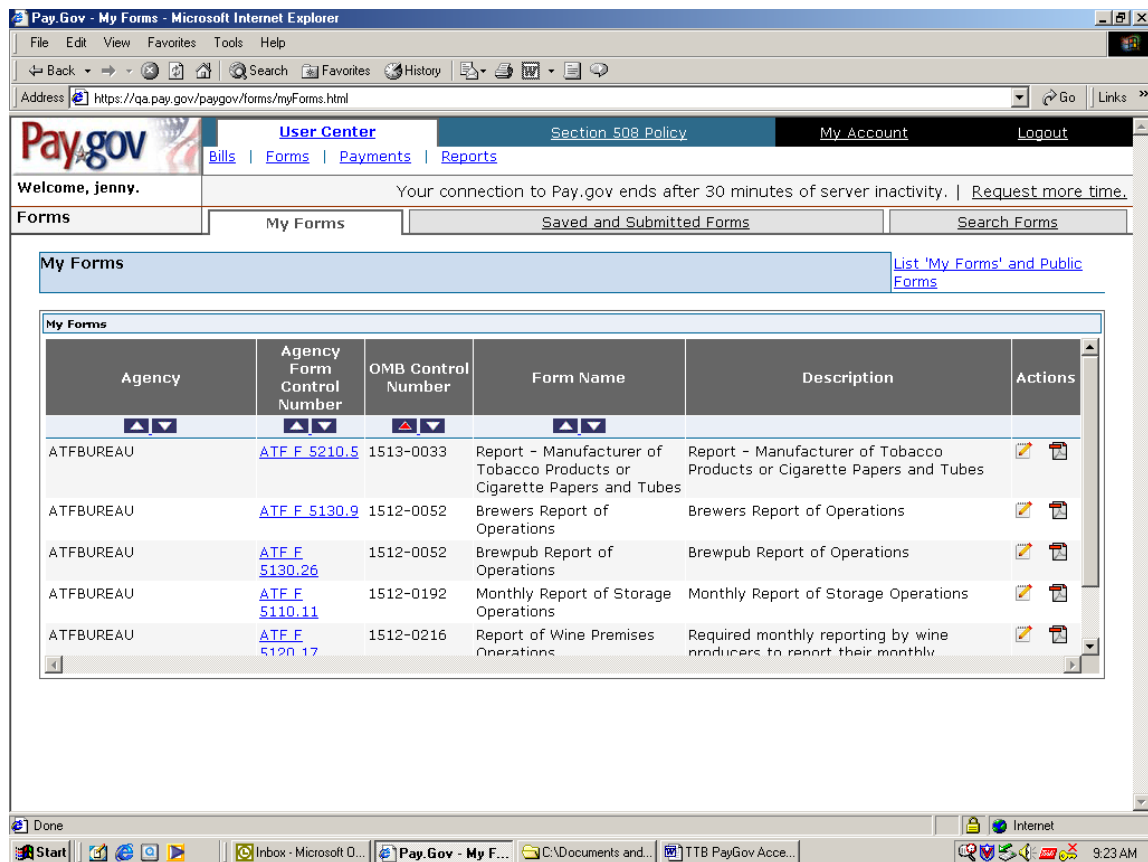 Pay.Gov - My Forms - Microsoft Internet Explorer
File Edit View Favorites Tools Help
Back Search Favorites History
Address https://qa.pay.gov/paygov/forms/myForms.html Go Links »
Pay.gov
User Center Section 508 Policy My Account Logout
Bills | Forms | Payments | Reports
Welcome, jenny.
Your connection to Pay.gov ends after 30 minutes of server inactivity. | Request more time.
Forms
My Forms Saved and Submitted Forms Search Forms
My Forms
List 'My Forms' and Public
Forms
My Forms
Agency
Agency
Form
Control
Number
OMB Control
Number
Form Name
Description
Actions
ATFBUREAU
ATF F 5210.5
1513-0033
Report - Manufacturer of
Tobacco Products or
Cigarette Papers and Tubes
Report - Manufacturer of Tobacco
Products or Cigarette Papers and Tubes
ATFBUREAU
ATF F 5130.9
1512-0052
Brewers Report of
Operations
Brewers Report of Operations
ATFBUREAU
ATF F
5130.26
1512-0052
Brewpub Report of
Operations
Brewpub Report of Operations
ATFBUREAU
ATF F
5110.11
1512-0192
Monthly Report of Storage
Operations
Monthly Report of Storage Operations
ATFBUREAU
ATF F
5120.17
1512-0216
Report of Wine Premises
Operations
Required monthly reporting by wine
producers to report their monthly
Done
Internet
Start
Inbox - Microsoft O...
Pay.Gov - My F...
C:\Documents and...
TTB PayGov Acce...
9:23 AM